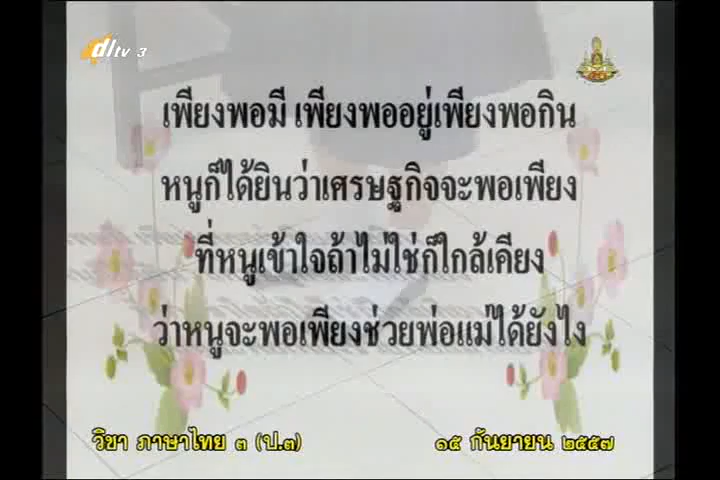 dltv 3
เพียงพอมี เพียงพออยู่เพียงพอกิน
หนูก็ได้ยินว่าเศรษฐกิจจะพอเพียง
ที่หนูเข้าใจถ้าไม่ใช่ก็ใกล้เคียง
ว่าหนูจะพอเพียงช่วยพ่อแม่ได้ยังไง
วิชา ภาษาไทย ๓ (ป.๓)
๑๕ กันยายน ๒๕๕๗